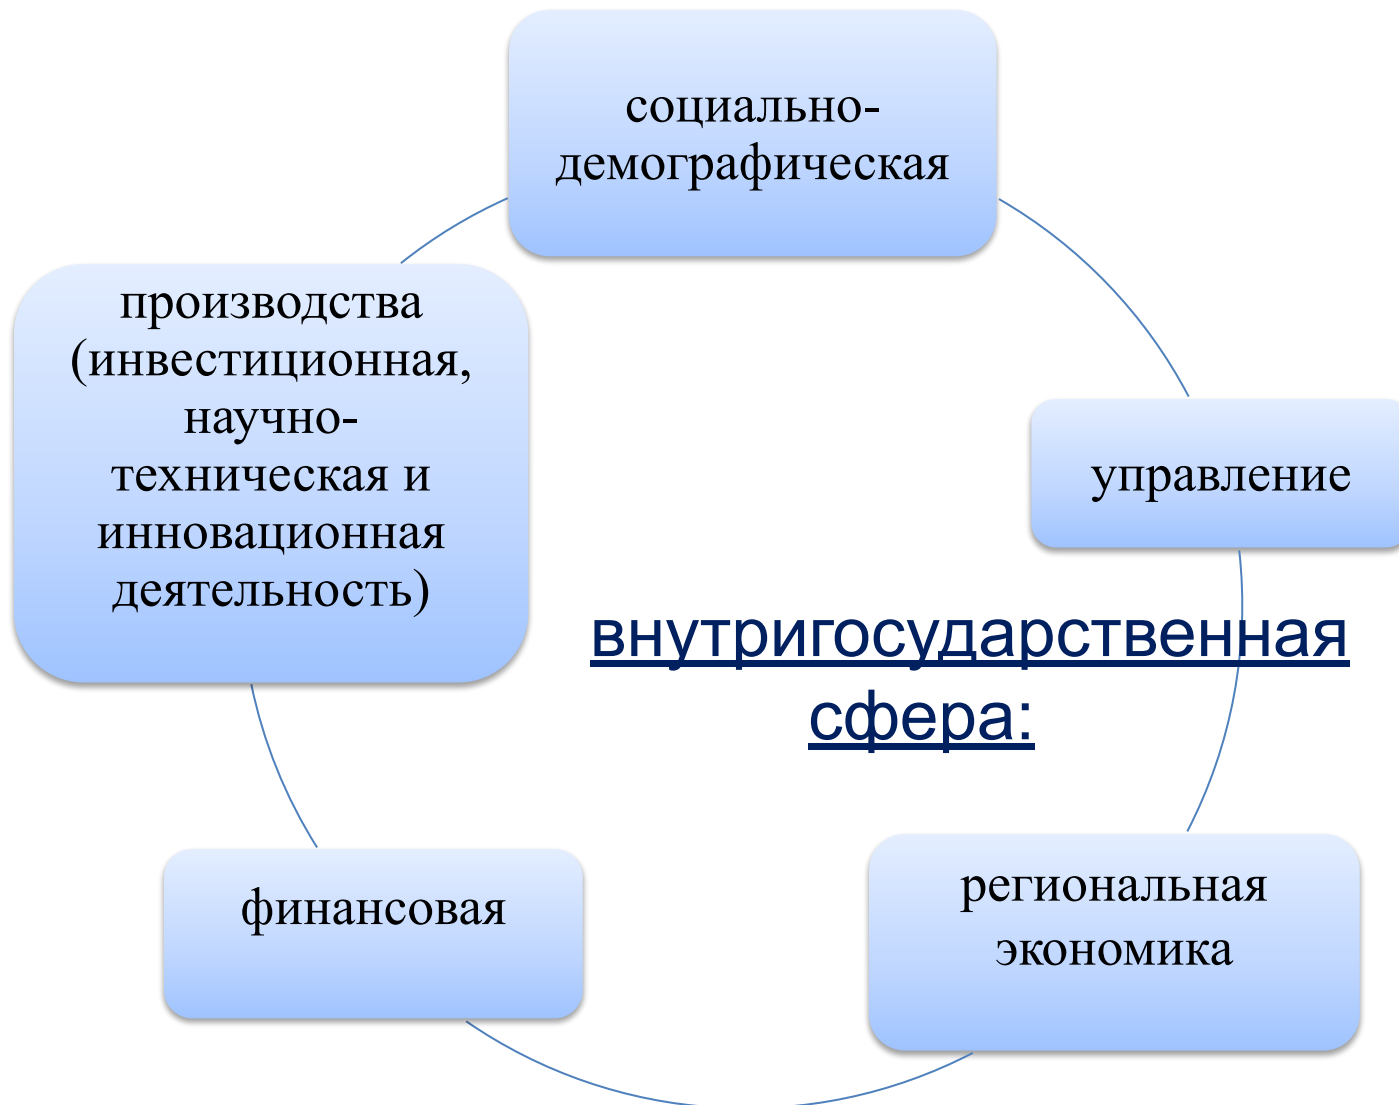 социально-
демографическая
производства
(инвестиционная,
научно-
техническая и
инновационная
деятельность)
управление
внутригосударственная
сфера:
финансовая
региональная
экономика